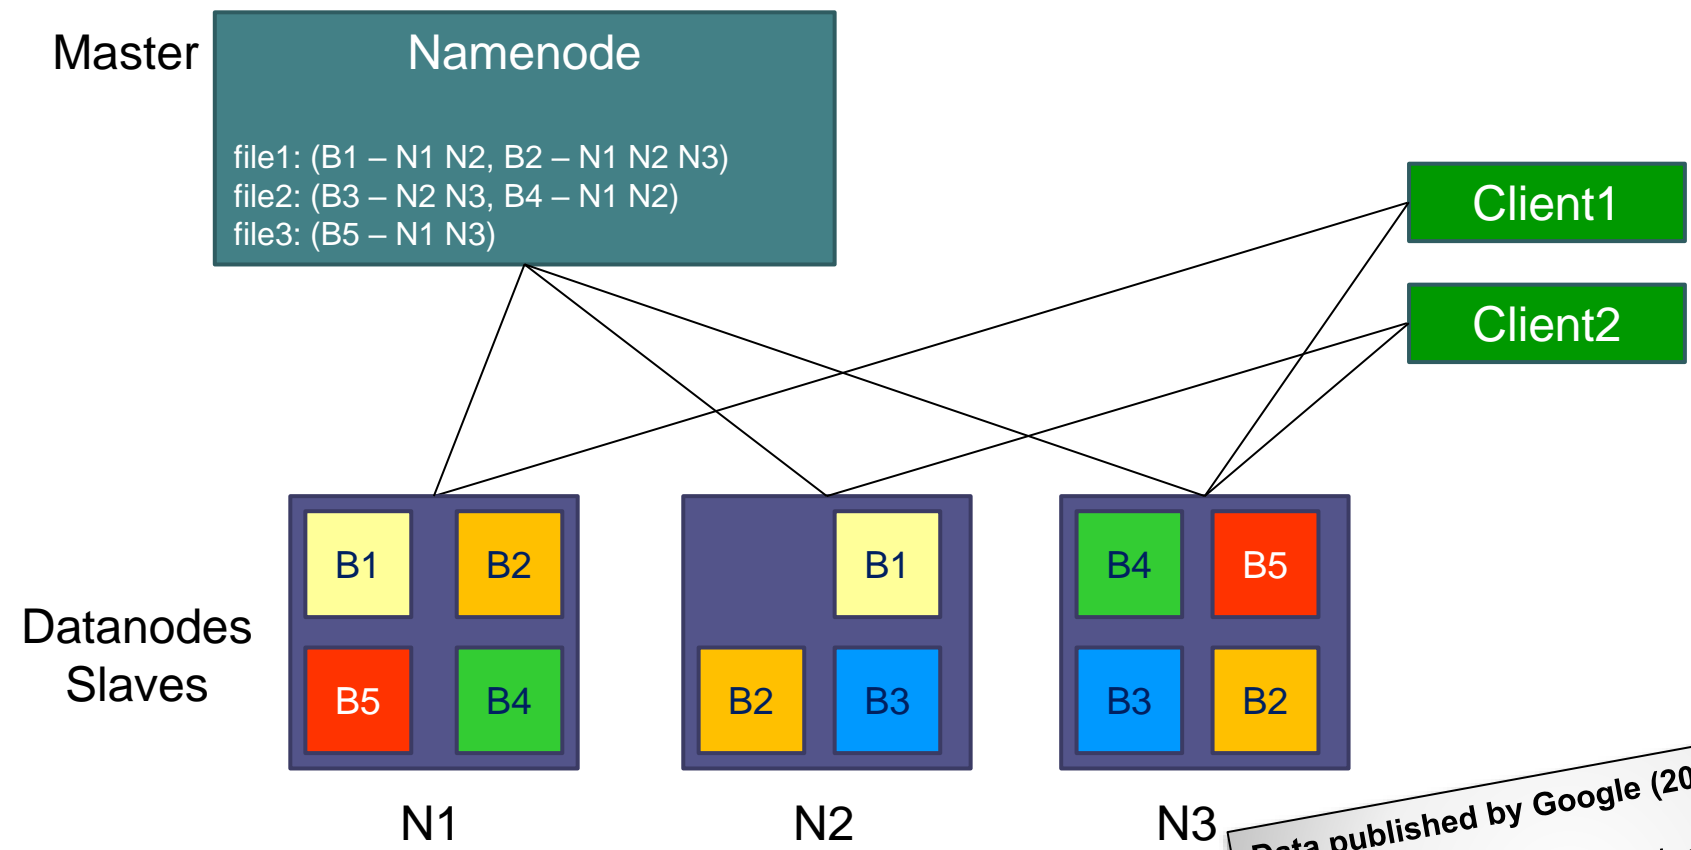 Master
Namenode
file1: (B1 – N1 N2, B2 – N1 N2 N3)
file2: (B3 – N2 N3, B4 – N1 N2)
file3: (B5 – N1 N3)
Client1
Client2
Datanodes
Slaves
B1 B2
B5 B4
B1
B2 B3
B4 B5
B3 B2
N1
N2
N3
Data published by Google (20